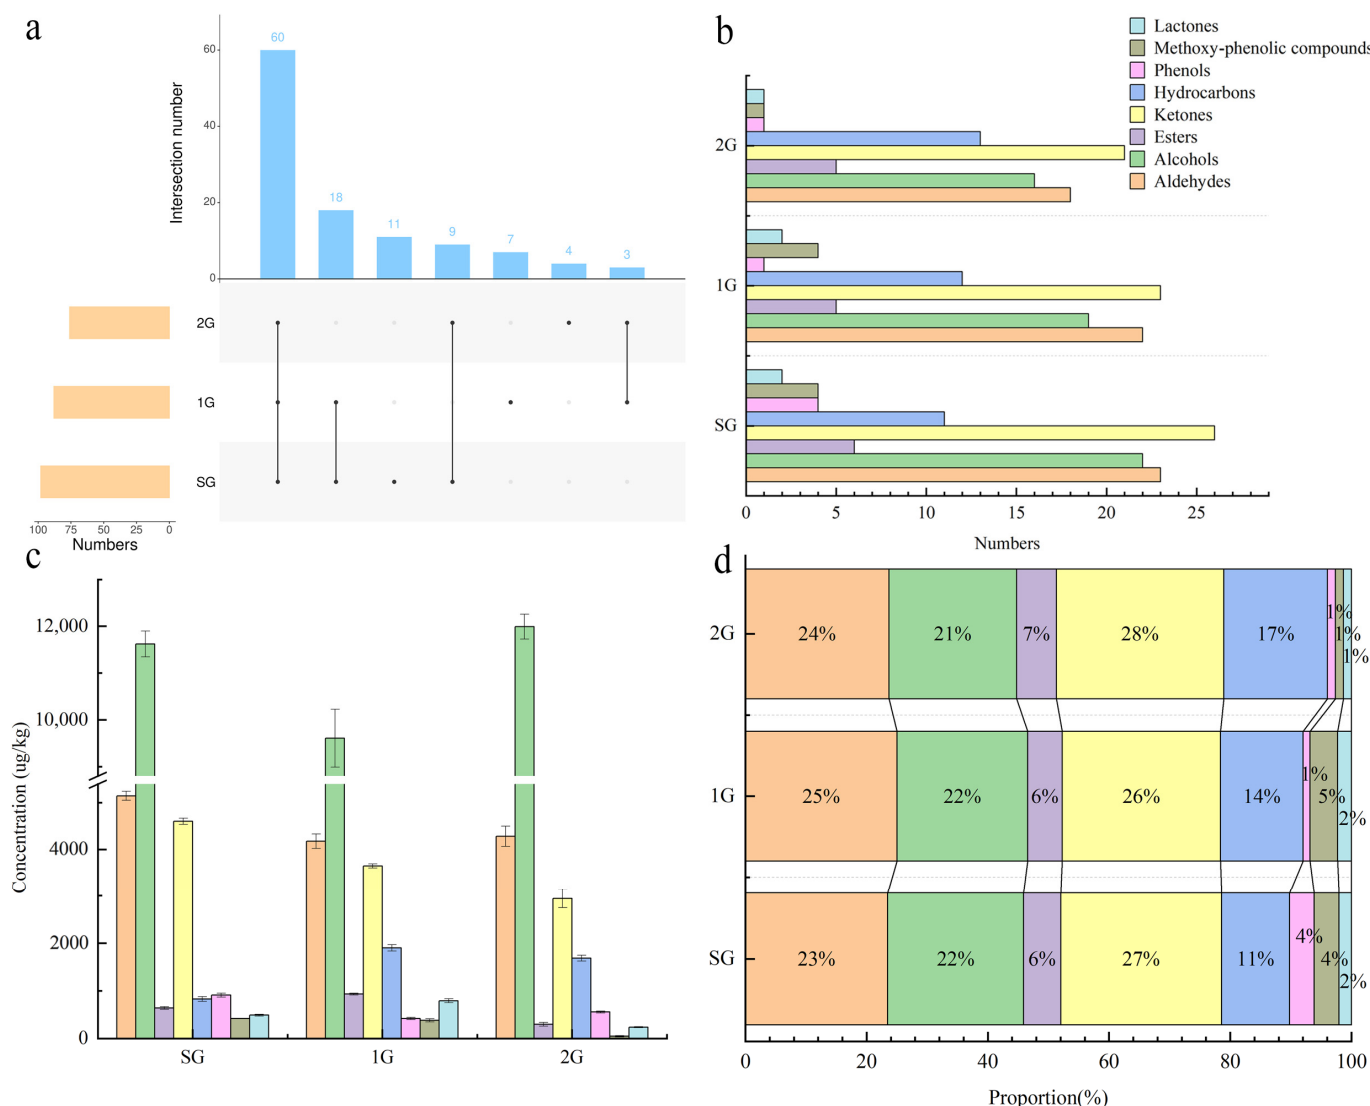 a
Intersection number
60
40
20
0
60
18
11
9
7
4
3
2G
1G
SG
100
75
50
25
0
Numbers
b
Lactones
Methoxy-phenolic compounds
Phenols
Hydrocarbons
Ketones
Esters
Alcohols
Aldehydes
2G
1G
SG
0
5
10
15
20
25
Numbers
c
Concentration (ug/kg)
12,000
10,000
4000
2000
0
SG
1G
2G
d
2G
24%
21%
7%
28%
17%
1%
1%
1%
1G
25%
22%
6%
26%
14%
1%
5%
2%
SG
23%
22%
6%
27%
11%
4%
4%
2%
0
20
40
60
80
100
Proportion(%)